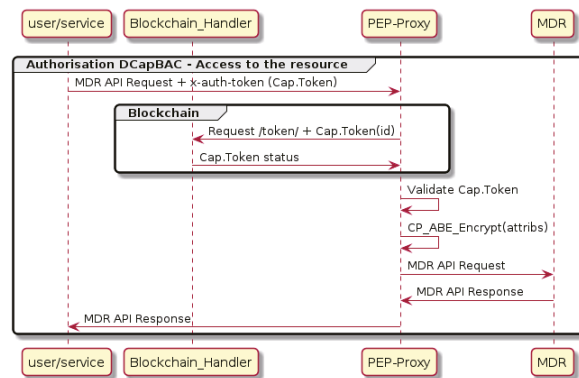 user/service Blockchain_Handler PEP-Proxy MDR
Authorisation DCapBAC - Access to the resource
MDR API Request + x-auth-token (Cap.Token)
Blockchain
Request /token/ + Cap.Token(id)
Cap.Token status
Validate Cap.Token
CP_ABE_Encrypt(attribs)
MDR API Request
MDR API Response
MDR API Response
user/service Blockchain_Handler PEP-Proxy MDR